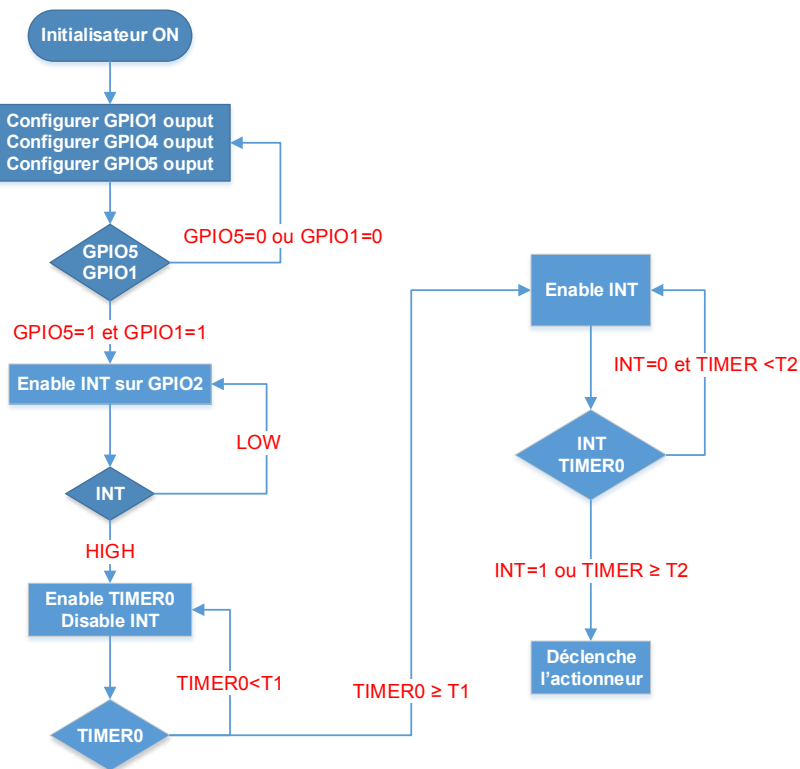 Initialisateur ON
Configurer GPIO1 ouput
Configurer GPIO4 ouput
Configurer GPIO5 ouput
GPIO5=0 ou GPIO1=0
GPIO5
GPIO1
GPIO5=1 et GPIO1=1
Enable INT sur GPIO2
LOW
INT
HIGH
Enable TIMER0
Disable INT
TIMER0<T1
TIMER0
TIMER0 ≥ T1
Enable INT
INT=0 et TIMER <T2
INT
TIMER0
INT=1 ou TIMER ≥ T2
Déclenche
l'actionneur